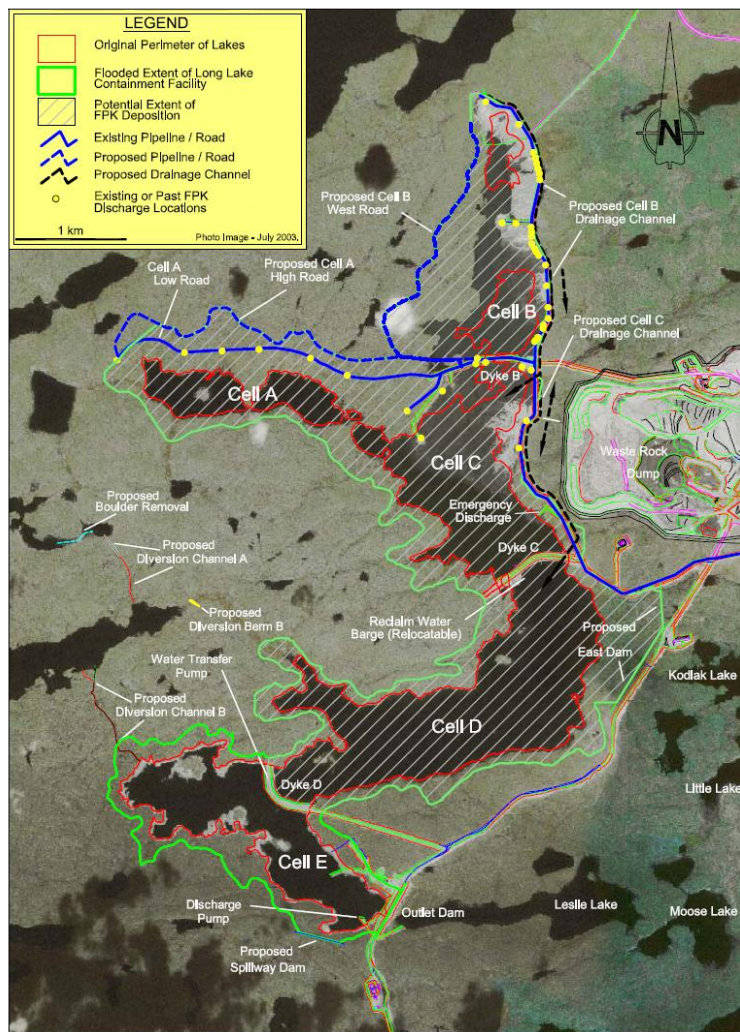 LEGEND
Original Perimeter of Lakes
Flooded Extent of Long Lake
Containment Facility
Potential Extent of
FPK Deposition
Existing Pipeline / Road
Proposed Pipeline / Road
Proposed Drainage Channel
Existing or Past FPK
Discharge Locations
1 km
Photo Image - July 2003.
N
Proposed Cell B
West Road
Proposed Cell B
Drainage Channel
Cell A
Low Road
Proposed Cell A
High Road
Cell B
Proposed Cell C
Drainage Channel
Dyke B
Cell A
Cell C
Waste Rock
Dump
Proposed
Boulder Removal
Emergency
Discharge
Proposed
Diversion Channel A
Dyke C
Proposed
Diversion Berm B
Reclaim Water
Barge (Relocatable)
Proposed
East Dam
Water Transfer
Pump
Kodiak Lake
Proposed
Diversion Channel B
Cell D
Dyke D
Little Lake
Cell E
Discharge
Pump
Outlet Dam
Leslie Lake
Moose Lake
Proposed
Spillway Dam